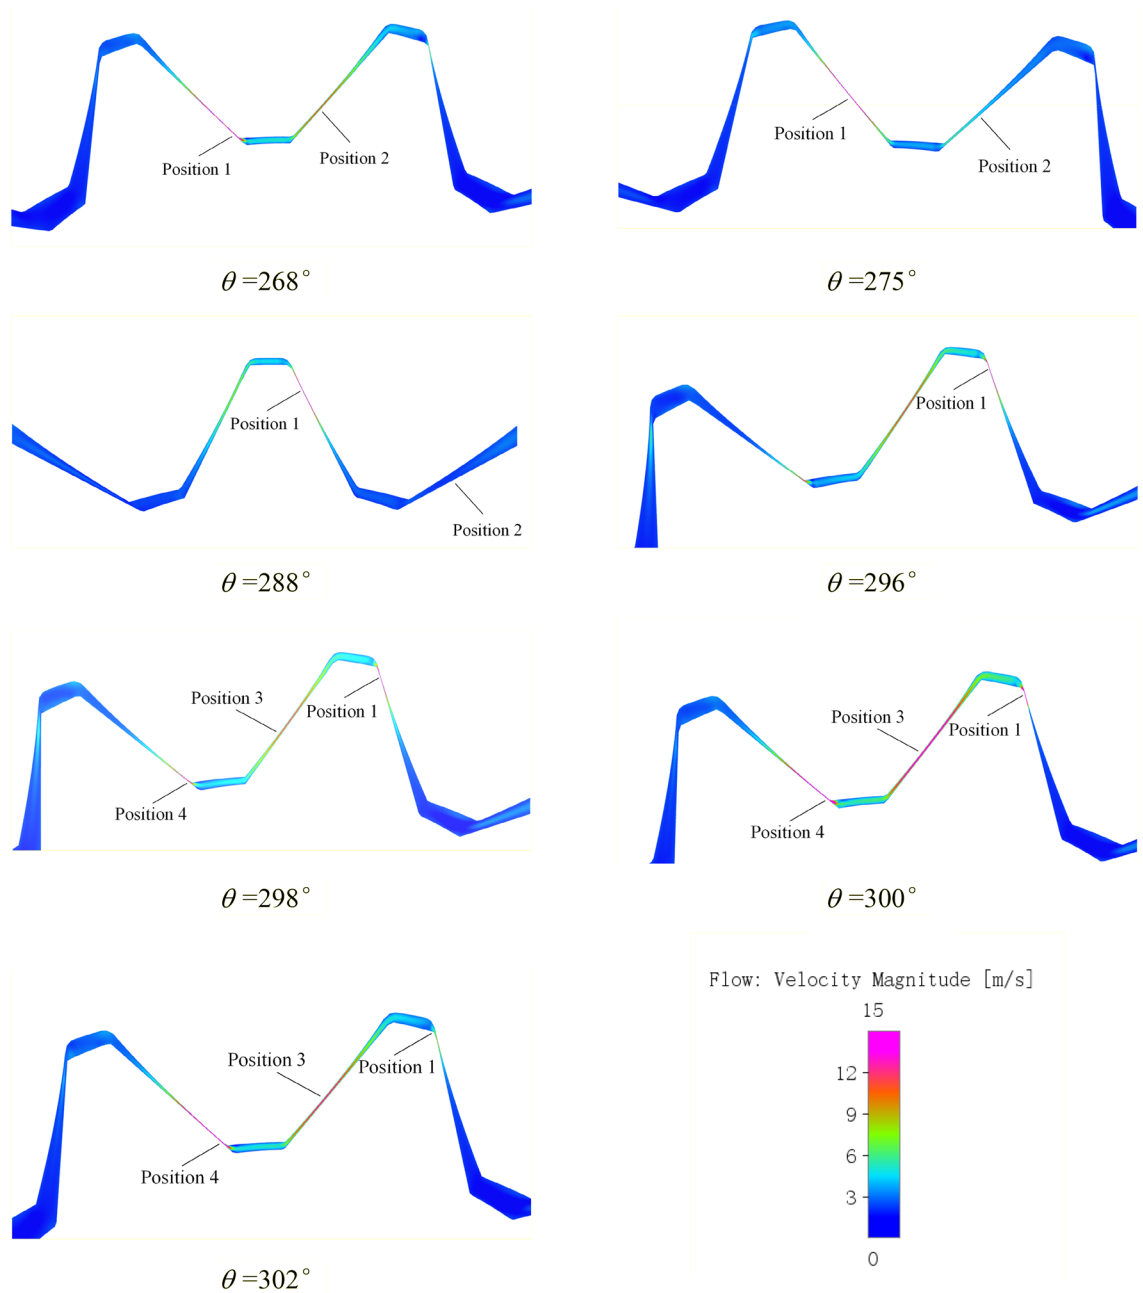 Position 1
Position 2
θ =268°
Position 1
Position 2
θ =275°
Position 1
Position 2
θ =288°
Position 1
θ =296°
Position 3
Position 1
Position 4
θ =298°
Position 3
Position 1
Position 4
θ =300°
Position 3
Position 1
Position 4
θ =302°
Flow: Velocity Magnitude [m/s]
15
12
9
6
3
0